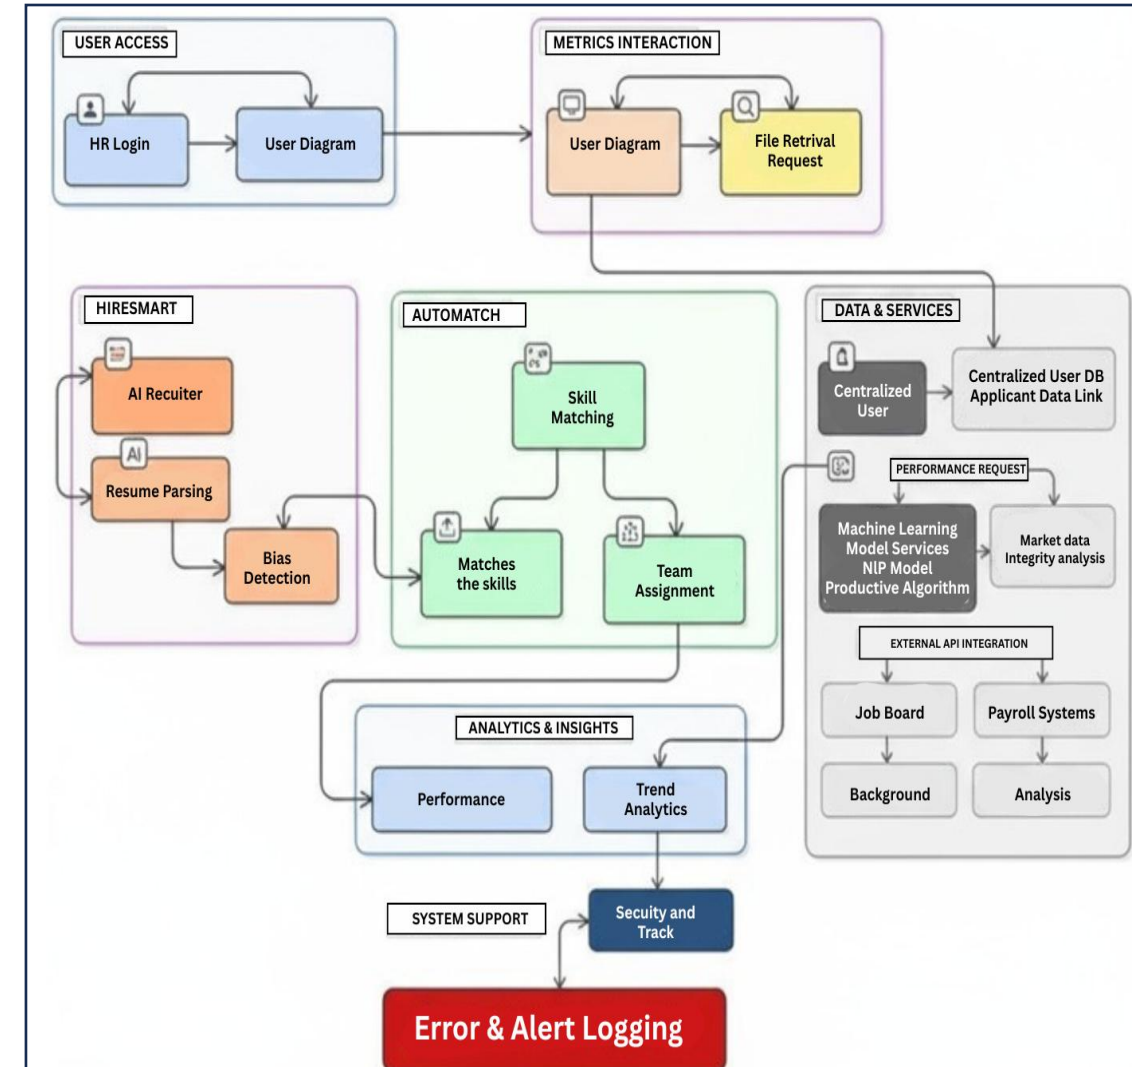 USER ACCESS
HR Login
User Diagram
METRICS INTERACTION
User Diagram
File Retrival
Request
HIRESMART
AI Recuiter
AI
Resume Parsing
Bias
Detection
AUTOMATCH
Skill
Matching
Matches
the skills
Team
Assignment
DATA & SERVICES
Centralized
User
Centralized User DB
Applicant Data Link
PERFORMANCE REQUEST
Machine Learning
Model Services
NlP Model
Productive Algorithm
Market data
Integrity analysis
EXTERNAL API INTEGRATION
Job Board
Payroll Systems
Background
Analysis
ANALYTICS & INSIGHTS
Performance
Trend
Analytics
SYSTEM SUPPORT
Secuity and
Track
Error & Alert Logging